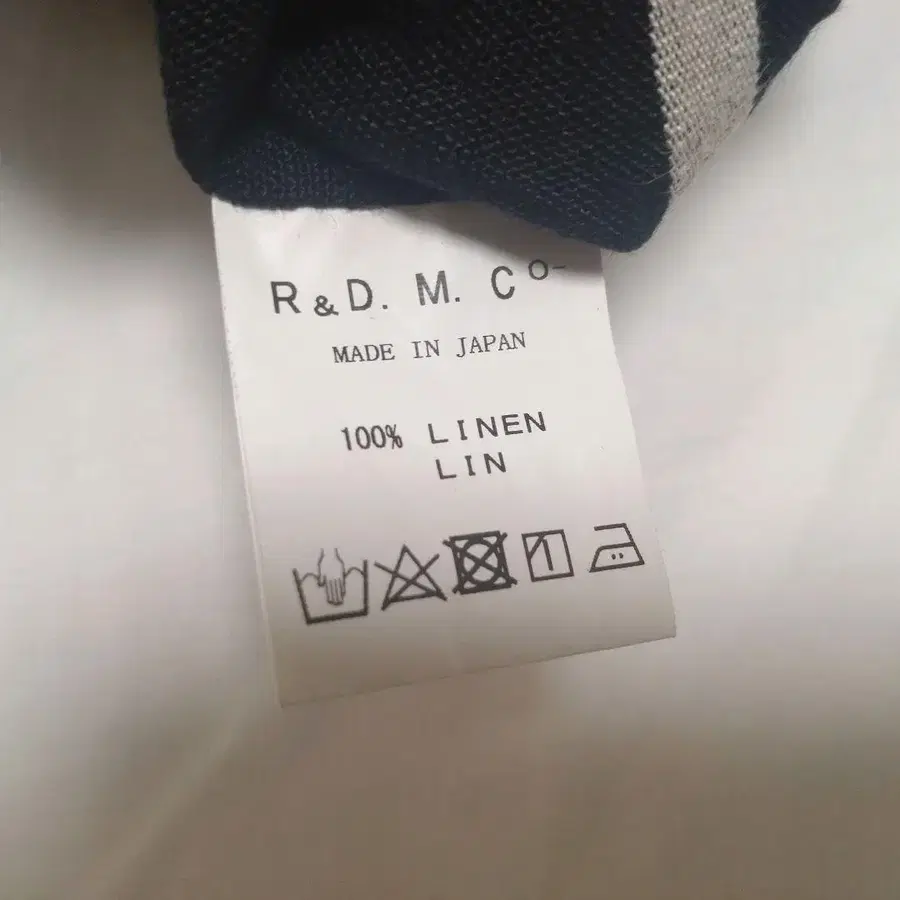 R&D. M. Co-
MADE IN JAPAN
100% LINEN
LIN